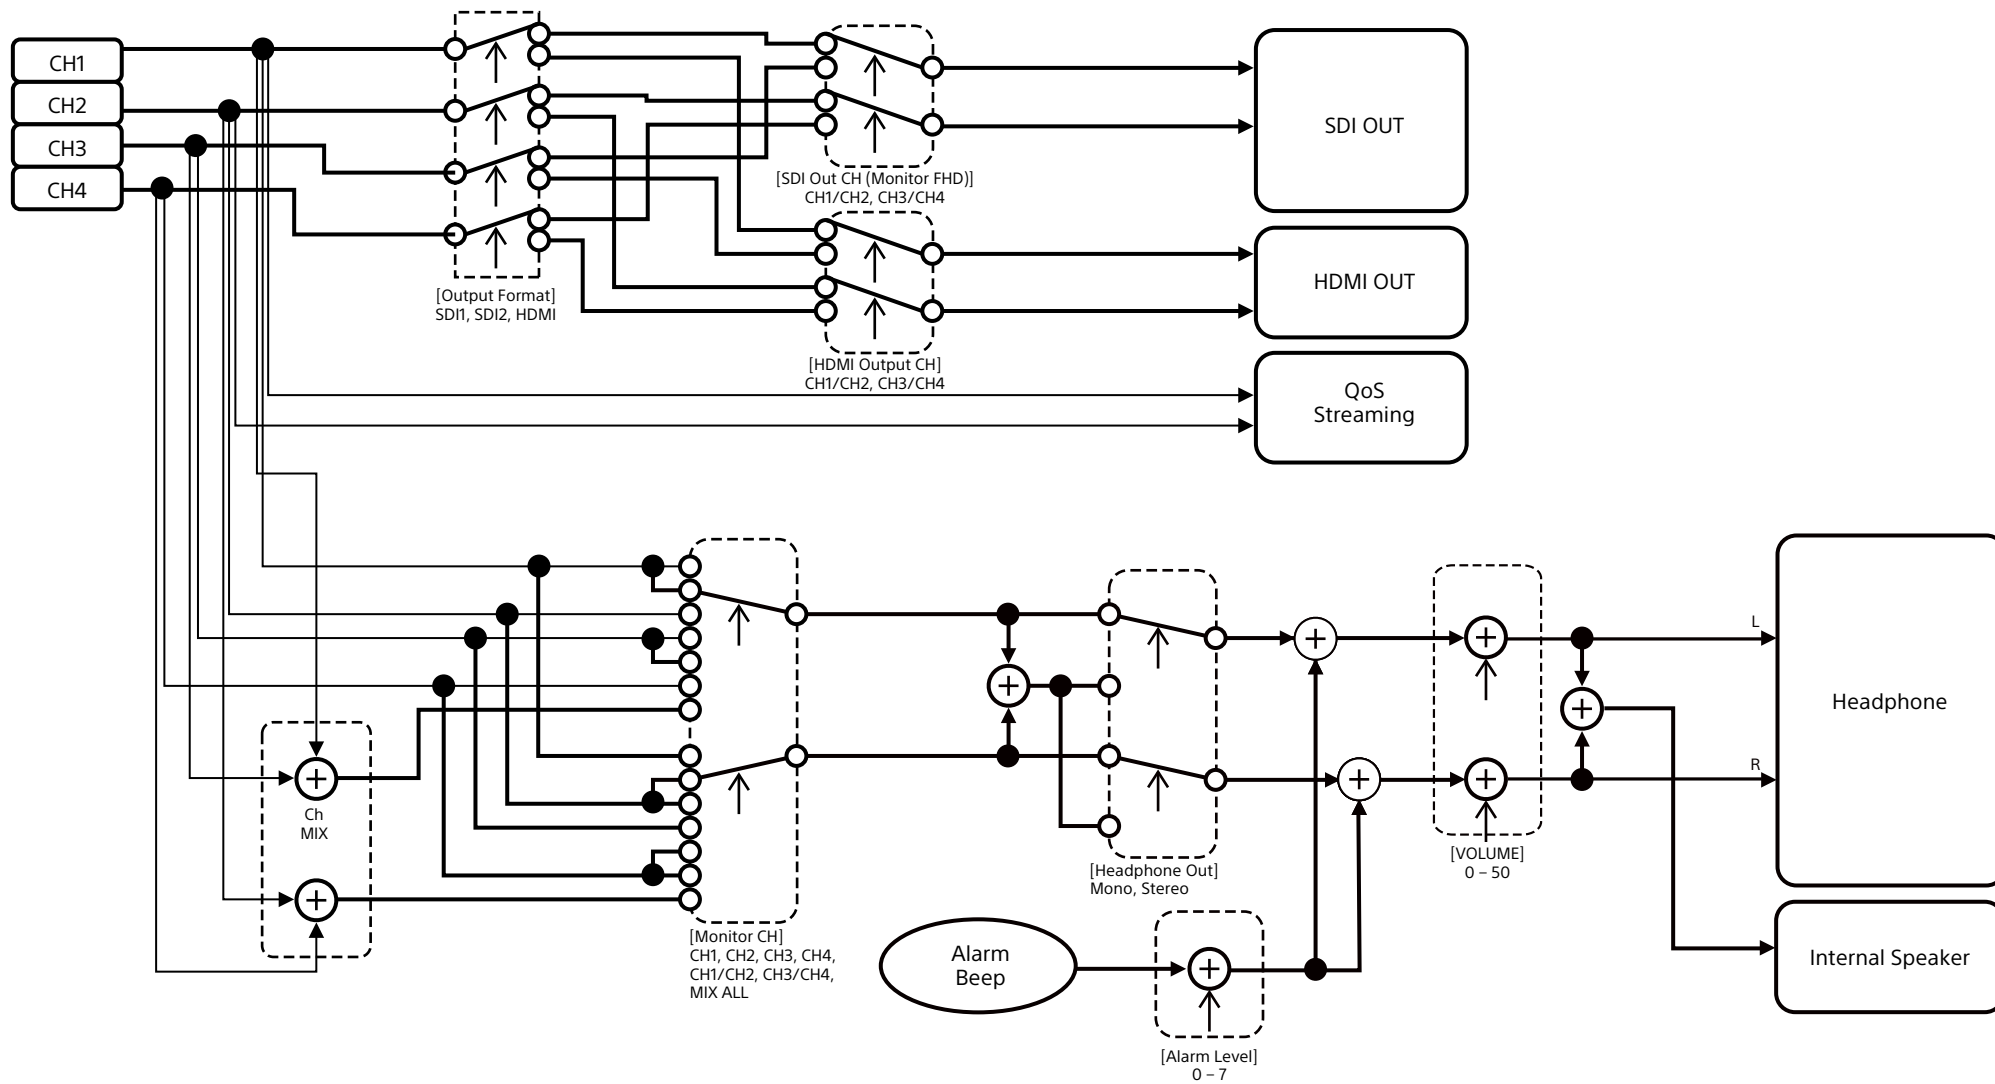 CH1
CH2
CH3
CH4
[Output Format]
SDI1, SDI2, HDMI
[SDI Out CH (Monitor FHD)]
CH1/CH2, CH3/CH4
[HDMI Output CH]
CH1/CH2, CH3/CH4
SDI OUT
HDMI OUT
QoS
Streaming
Ch
MIX
[Monitor CH]
CH1, CH2, CH3, CH4,
CH1/CH2, CH3/CH4,
MIX ALL
[Headphone Out]
Mono, Stereo
Alarm
Beep
[Alarm Level]
0 – 7
[VOLUME]
0 – 50
L
R
Headphone
Internal Speaker